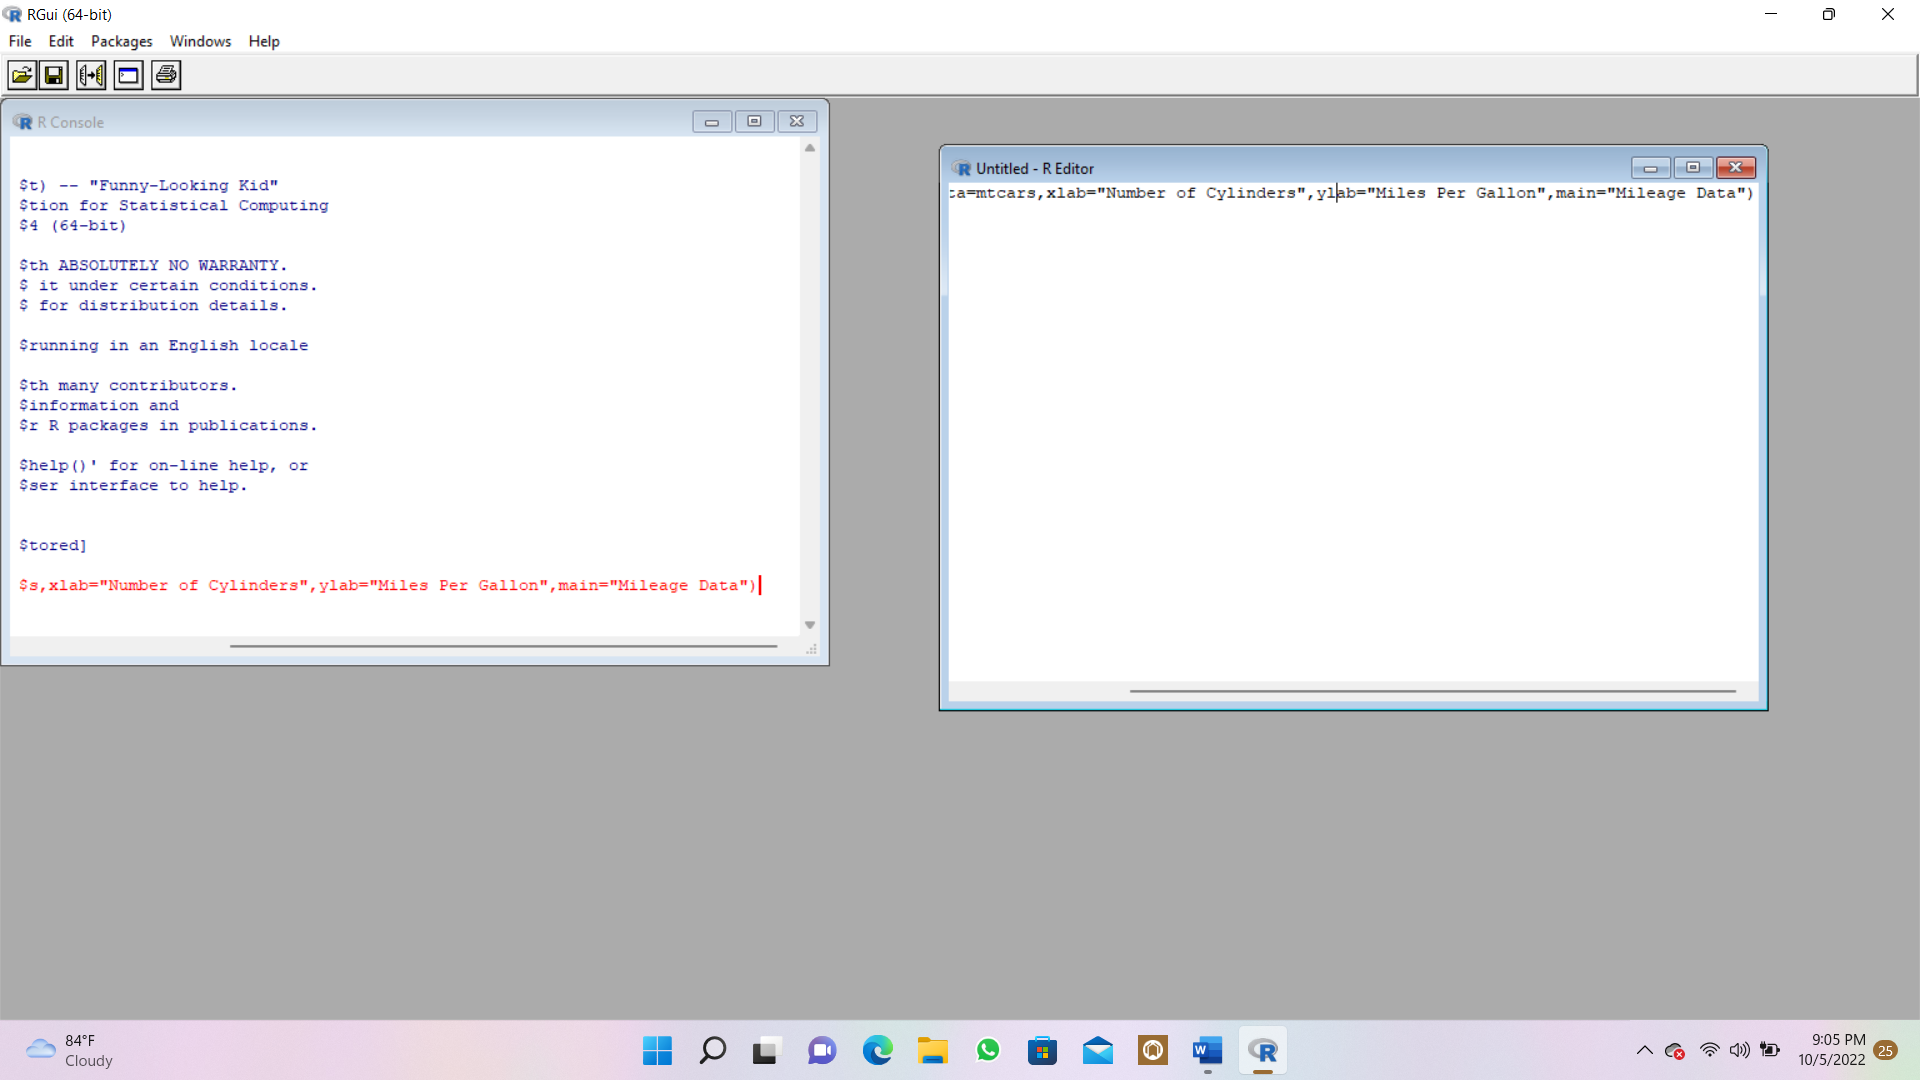 RGui (64-bit)
File Edit Packages Windows Help
R Console
$t) -- "Funny-Looking Kid"
$tion for Statistical Computing
$4 (64-bit)
$th ABSOLUTELY NO WARRANTY.
$ it under certain conditions.
$ for distribution details.
$running in an English locale
$th many contributors.
$information and
$r R packages in publications.
$help()' for on-line help, or
$ser interface to help.
$tored]
$s,xlab="Number of Cylinders",ylab="Miles Per Gallon",main="Mileage Data")
Untitled - R Editor
ta=mtcars,xlab="Number of Cylinders",ylab="Miles Per Gallon",main="Mileage Data")
84°F
Cloudy
9:05 PM
10/5/2022
25